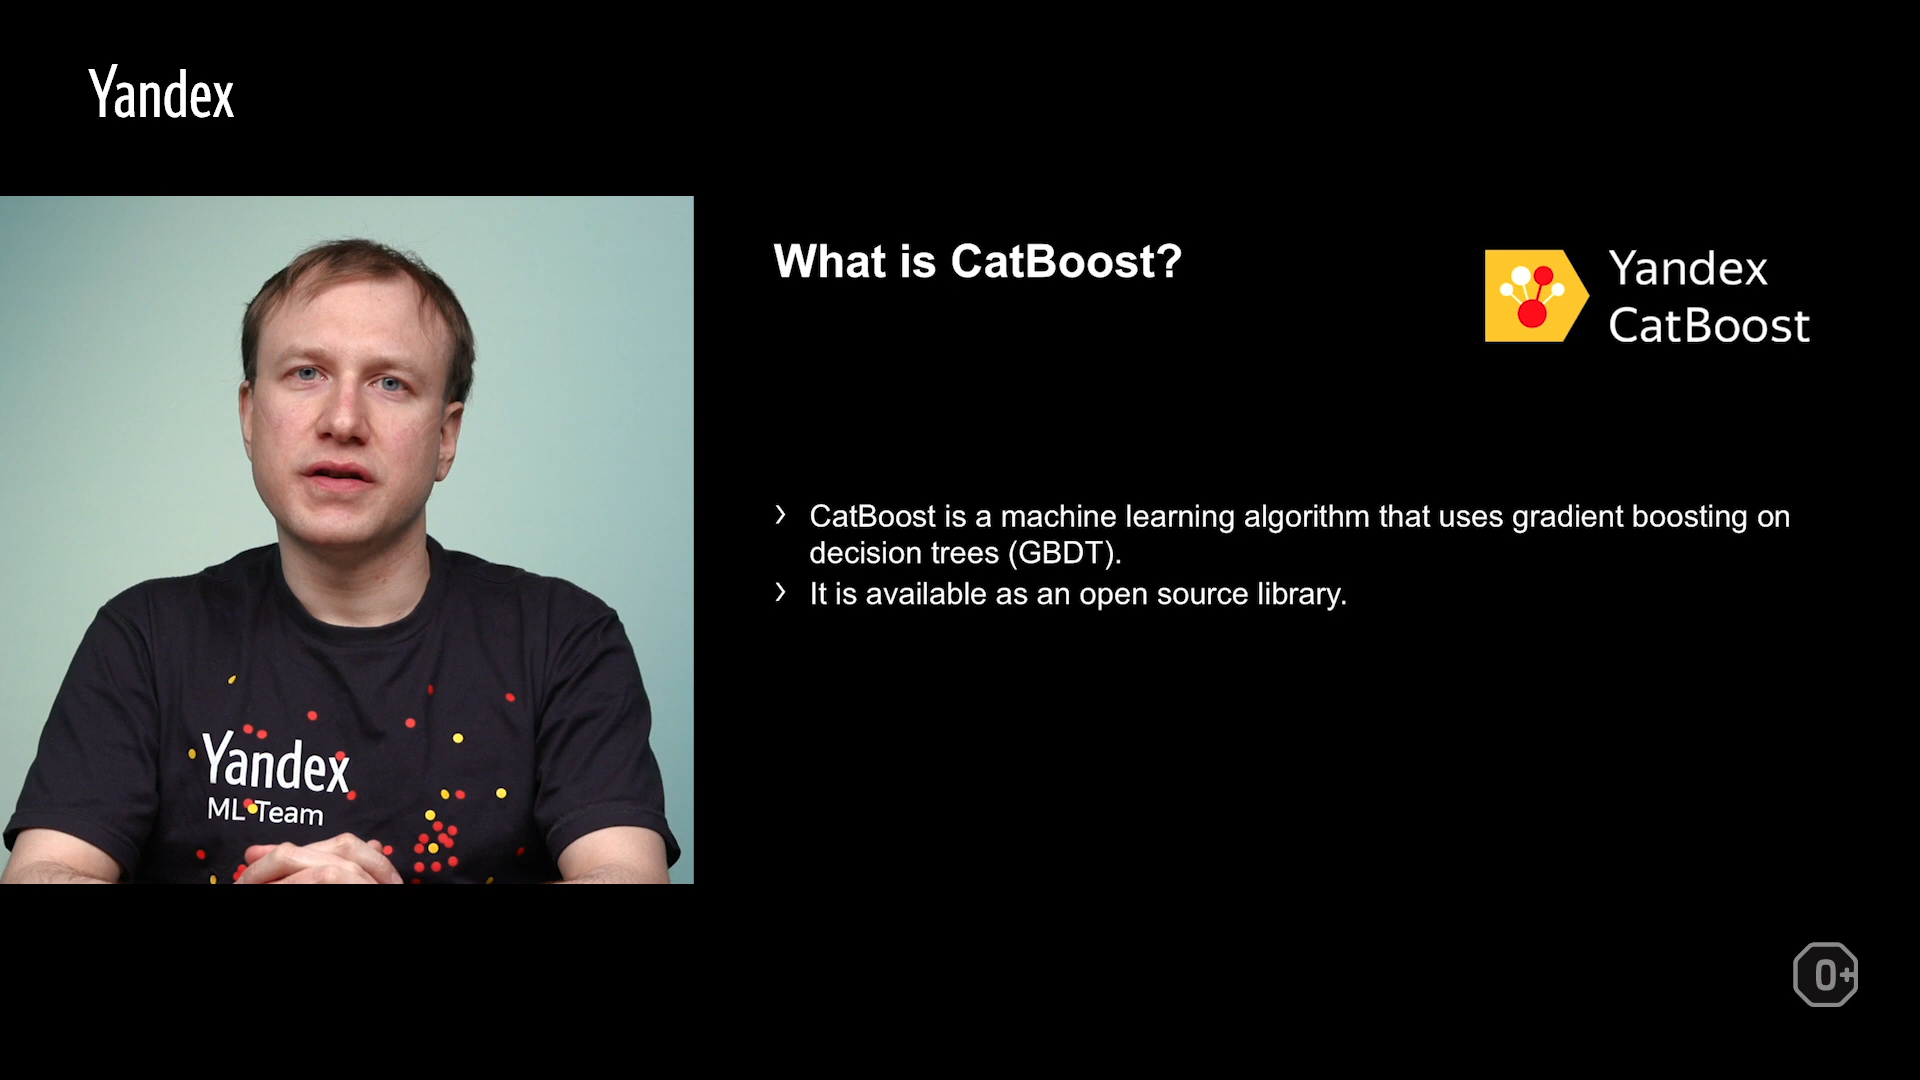 Yandex
What is CatBoost?
Yandex
CatBoost
› CatBoost is a machine learning algorithm that uses gradient boosting on
decision trees (GBDT).
› It is available as an open source library.
Yandex
ML Team
0+